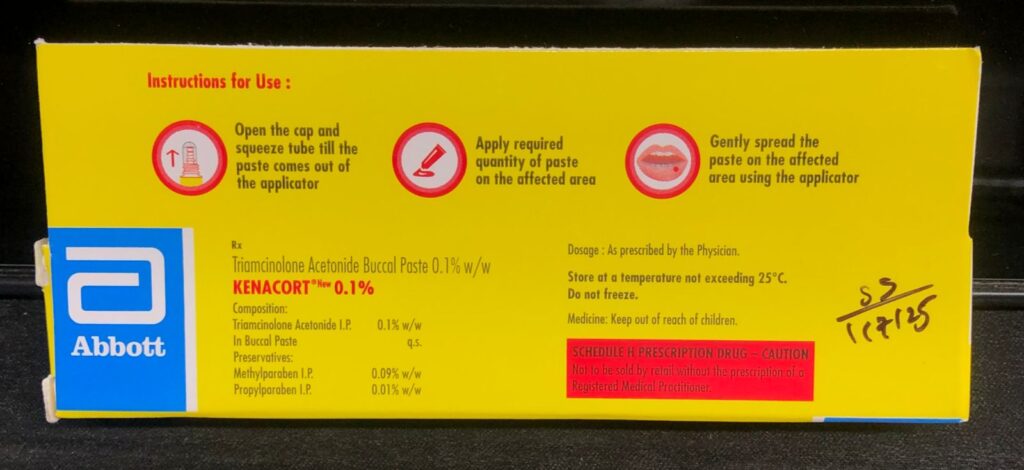 Instructions for Use :
Open the cap and
squeeze tube till the
paste comes out of
the applicator
Apply required
quantity of paste
on the affected area
Gently spread the
paste on the affected
area using the applicator
Abbott
Rx
Triamcinolone Acetonide Buccal Paste 0.1% w/w
KENACORT®New 0.1%
Composition:
Triamcinolone Acetonide I.P. 0.1% w/w
In Buccal Paste q.s.
Preservatives:
Methylparaben I.P. 0.09% w/w
Propylparaben I.P. 0.01% w/w
Dosage : As prescribed by the Physician.
Store at a temperature not exceeding 25°C.
Do not freeze.
Medicine: Keep out of reach of children.
SCHEDULE H PRESCRIPTION DRUG – CAUTION
Not to be sold by retail without the prescription of a
Registered Medical Practitioner.